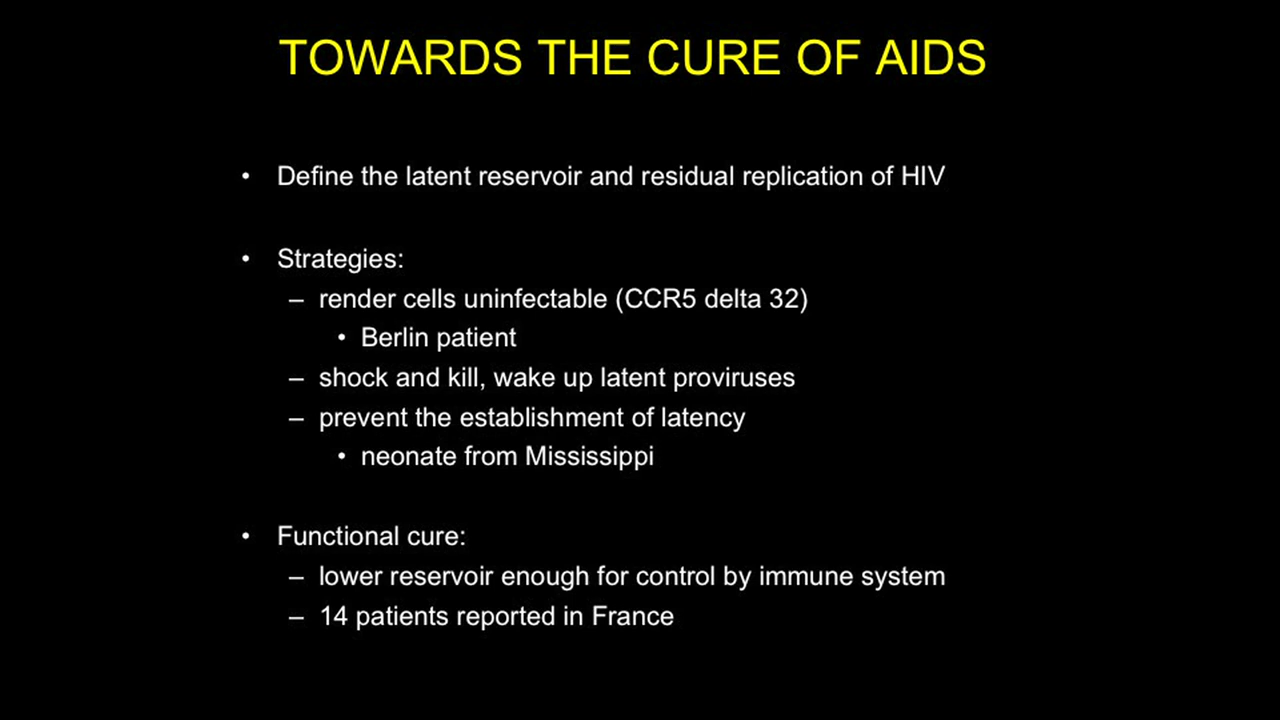 TOWARDS THE CURE OF AIDS
• Define the latent reservoir and residual replication of HIV
• Strategies:
– render cells uninfectable (CCR5 delta 32)
• Berlin patient
– shock and kill, wake up latent proviruses
– prevent the establishment of latency
• neonate from Mississippi
• Functional cure:
– lower reservoir enough for control by immune system
– 14 patients reported in France